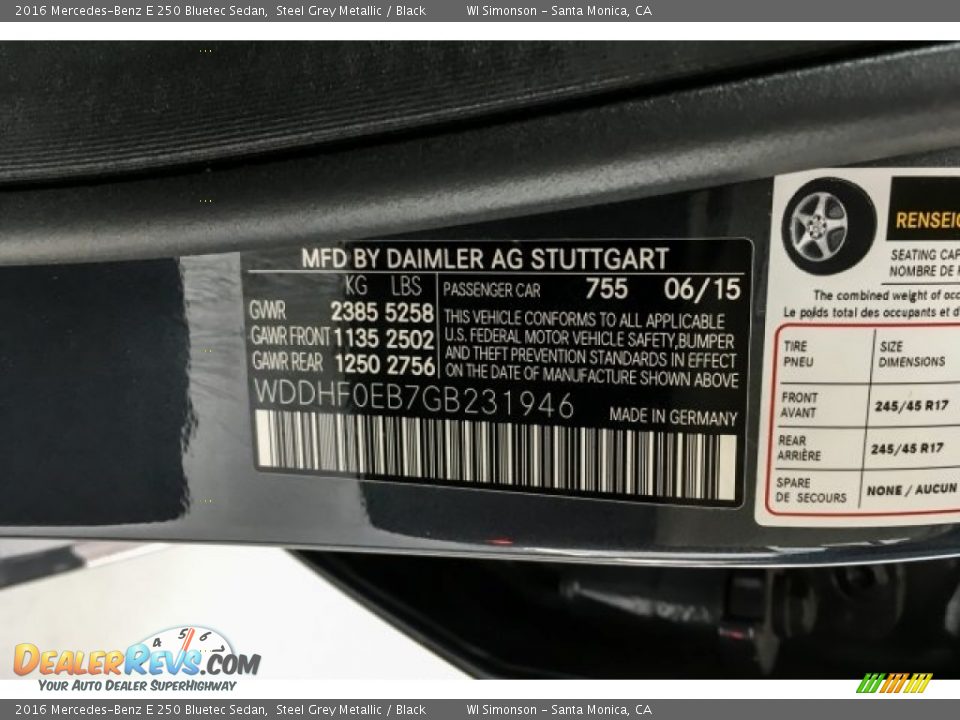 2016 Mercedes-Benz E 250 Bluetec Sedan, Steel Grey Metallic / Black WI Simonson - Santa Monica, CA
MFD BY DAIMLER AG STUTTGART
KG LBS
GVWR 2385 5258
GAWR FRONT 1135 2502
GAWR REAR 1250 2756
PASSENGER CAR 755 06/15
THIS VEHICLE CONFORMS TO ALL APPLICABLE
U.S. FEDERAL MOTOR VEHICLE SAFETY,BUMPER
AND THEFT PREVENTION STANDARDS IN EFFECT
ON THE DATE OF MANUFACTURE SHOWN ABOVE
WDDHF0EB7GB231946
MADE IN GERMANY
RENSEIG
SEATING CAP
NOMBRE DE
The combined weight of occ
Le poids total des occupants et d
TIRE
PNEU
SIZE
DIMENSIONS
FRONT
AVANT
245/45 R17
REAR
ARRIÈRE
245/45 R17
SPARE
DE SECOURS
NONE / AUCUN
4 5 6
DEALERREVS.COM
YOUR AUTO DEALER SUPERHIGHWAY
2016 Mercedes-Benz E 250 Bluetec Sedan, Steel Grey Metallic / Black WI Simonson - Santa Monica, CA